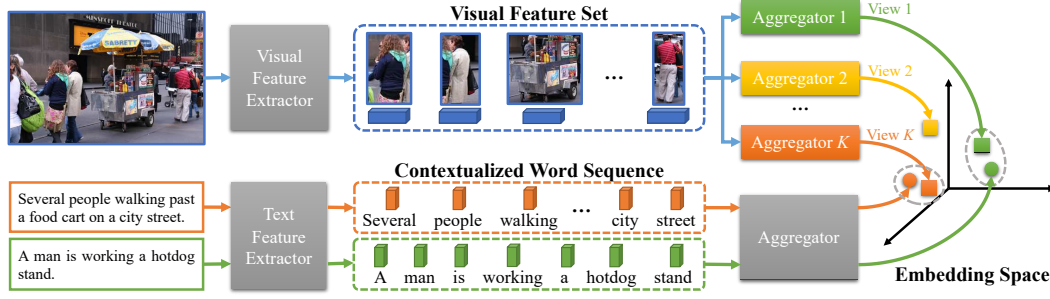 Visual Feature Set
Visual
Feature
Extractor
...
Aggregator 1
View 1
Aggregator 2
View 2
...
Aggregator K
View K
SABRETT
Contextualized Word Sequence
Several people walking past
a food cart on a city street.
A man is working a hotdog
stand.
Text
Feature
Extractor
Several people walking ... city street
A man is working a hotdog stand
Aggregator
Embedding Space